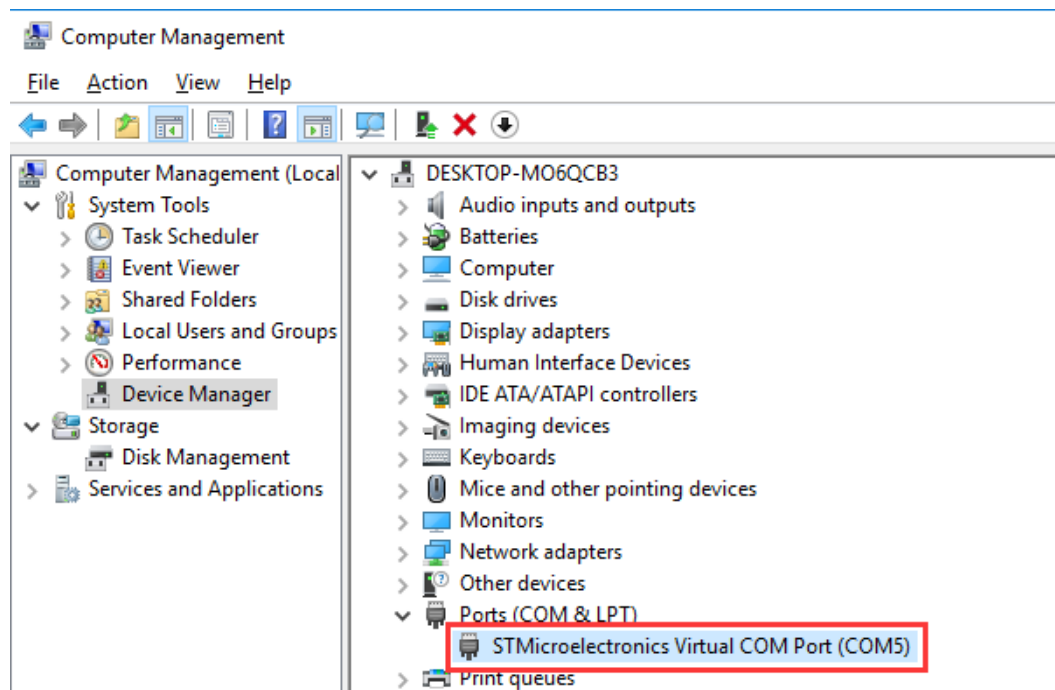 Computer Management
File Action View Help
Computer Management (Local
System Tools
Task Scheduler
Event Viewer
Shared Folders
Local Users and Groups
Performance
Device Manager
Storage
Disk Management
Services and Applications
DESKTOP-MO6QCB3
Audio inputs and outputs
Batteries
Computer
Disk drives
Display adapters
Human Interface Devices
IDE ATA/ATAPI controllers
Imaging devices
Keyboards
Mice and other pointing devices
Monitors
Network adapters
Other devices
Ports (COM & LPT)
STMicroelectronics Virtual COM Port (COM5)
Print queues